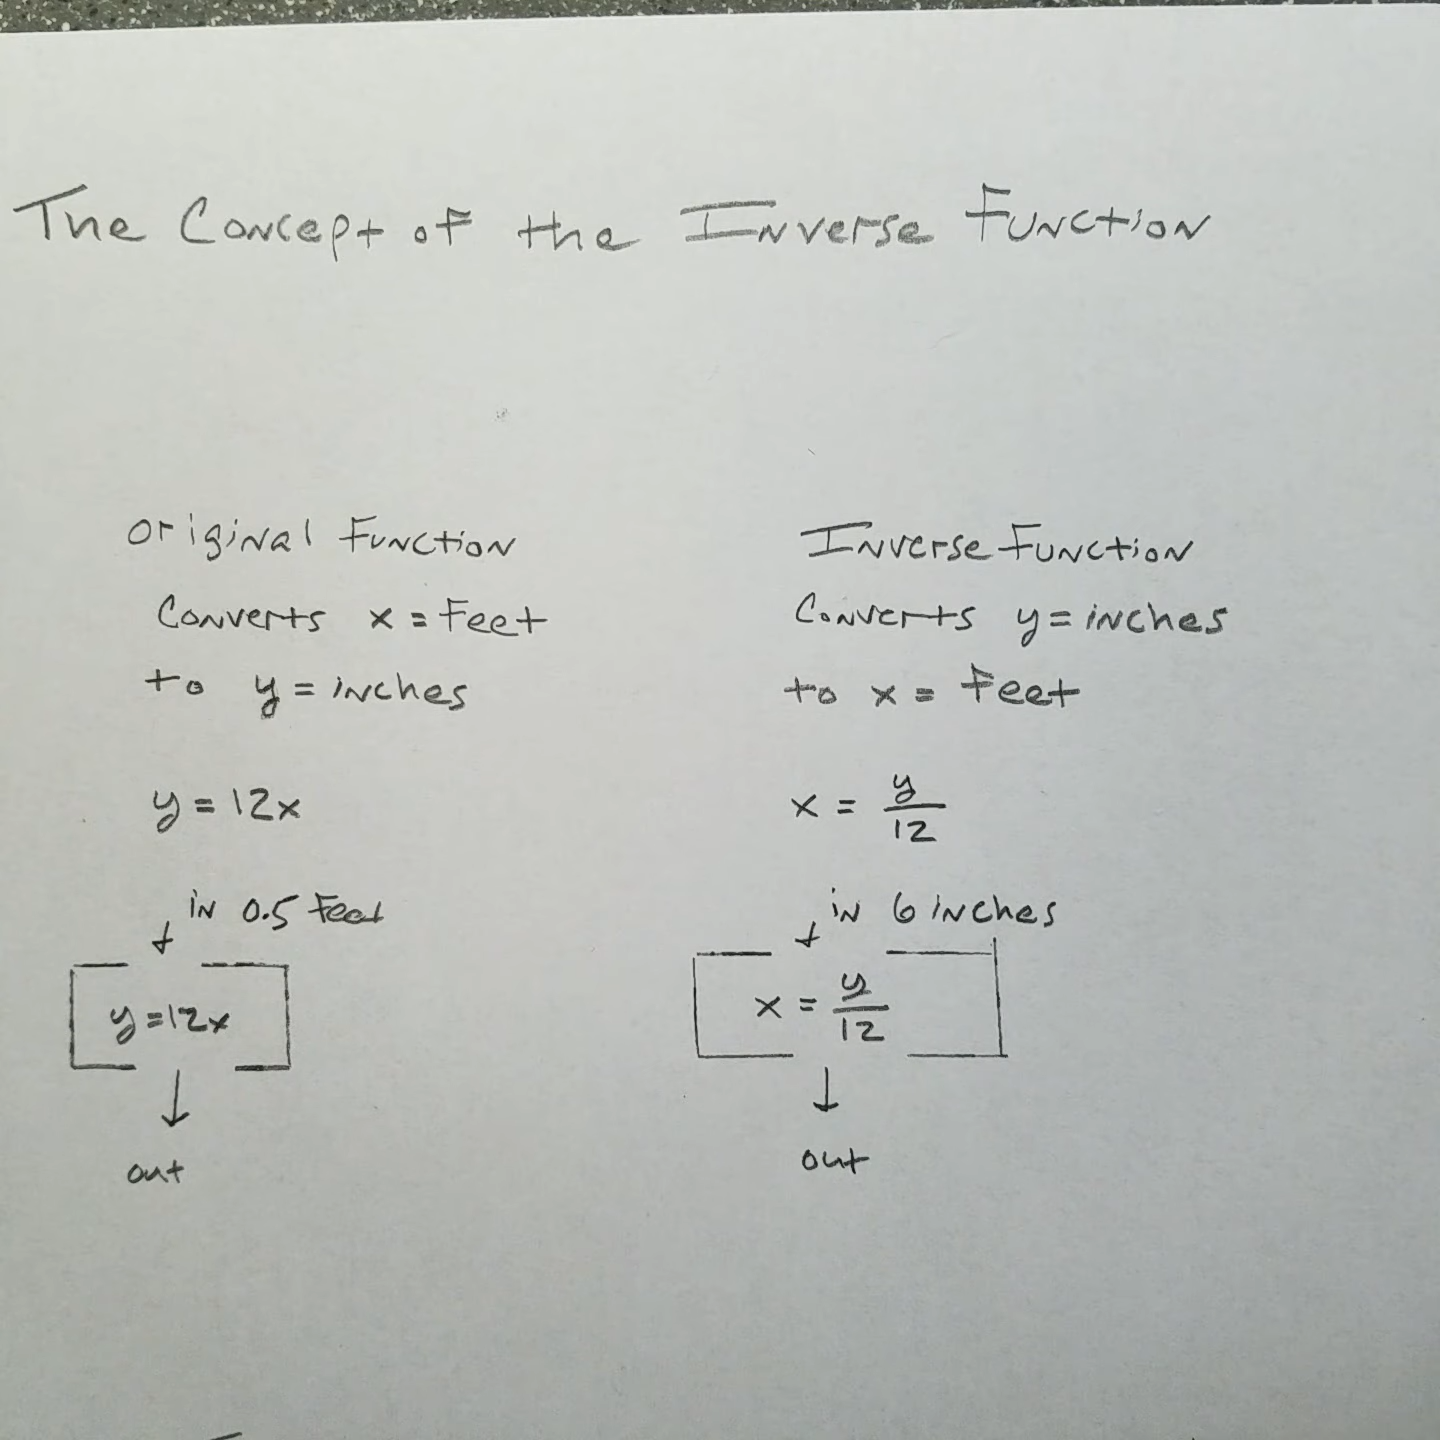 The Concept of the Inverse Function
Original Function
Converts x = Feet
to y = inches
y = 12x
in 0.5 Feet
y = 12x
out
Inverse Function
Converts y = inches
to x = Feet
x = y/12
in 6 inches
x = y/12
out